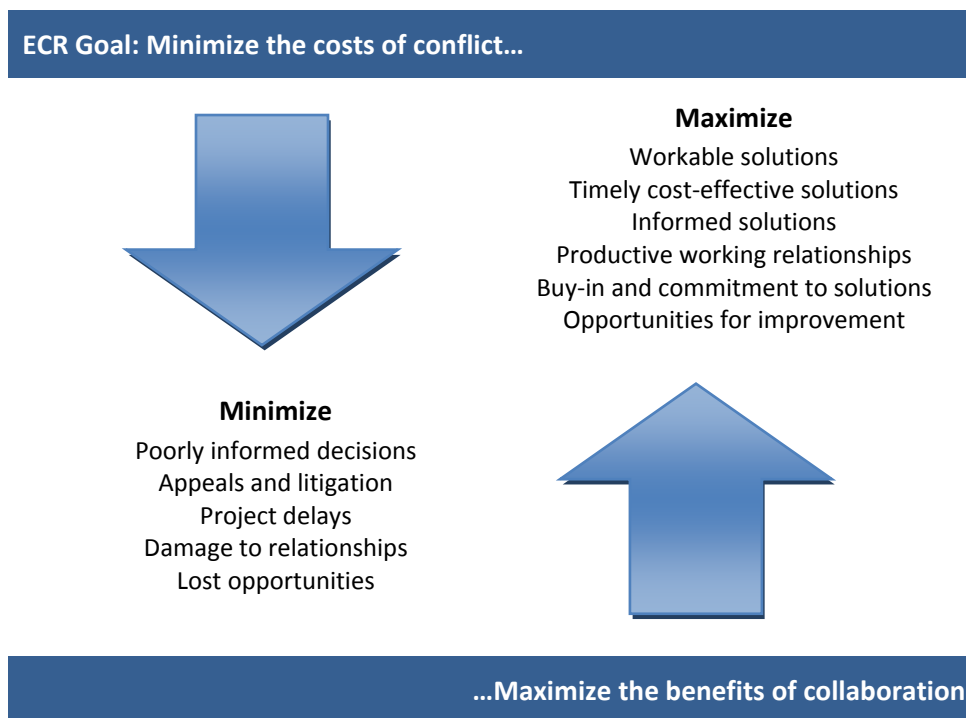 ECR Goal: Minimize the costs of conflict…
Maximize
Workable solutions
Timely cost-effective solutions
Informed solutions
Productive working relationships
Buy-in and commitment to solutions
Opportunities for improvement
Minimize
Poorly informed decisions
Appeals and litigation
Project delays
Damage to relationships
Lost opportunities
…Maximize the benefits of collaboration